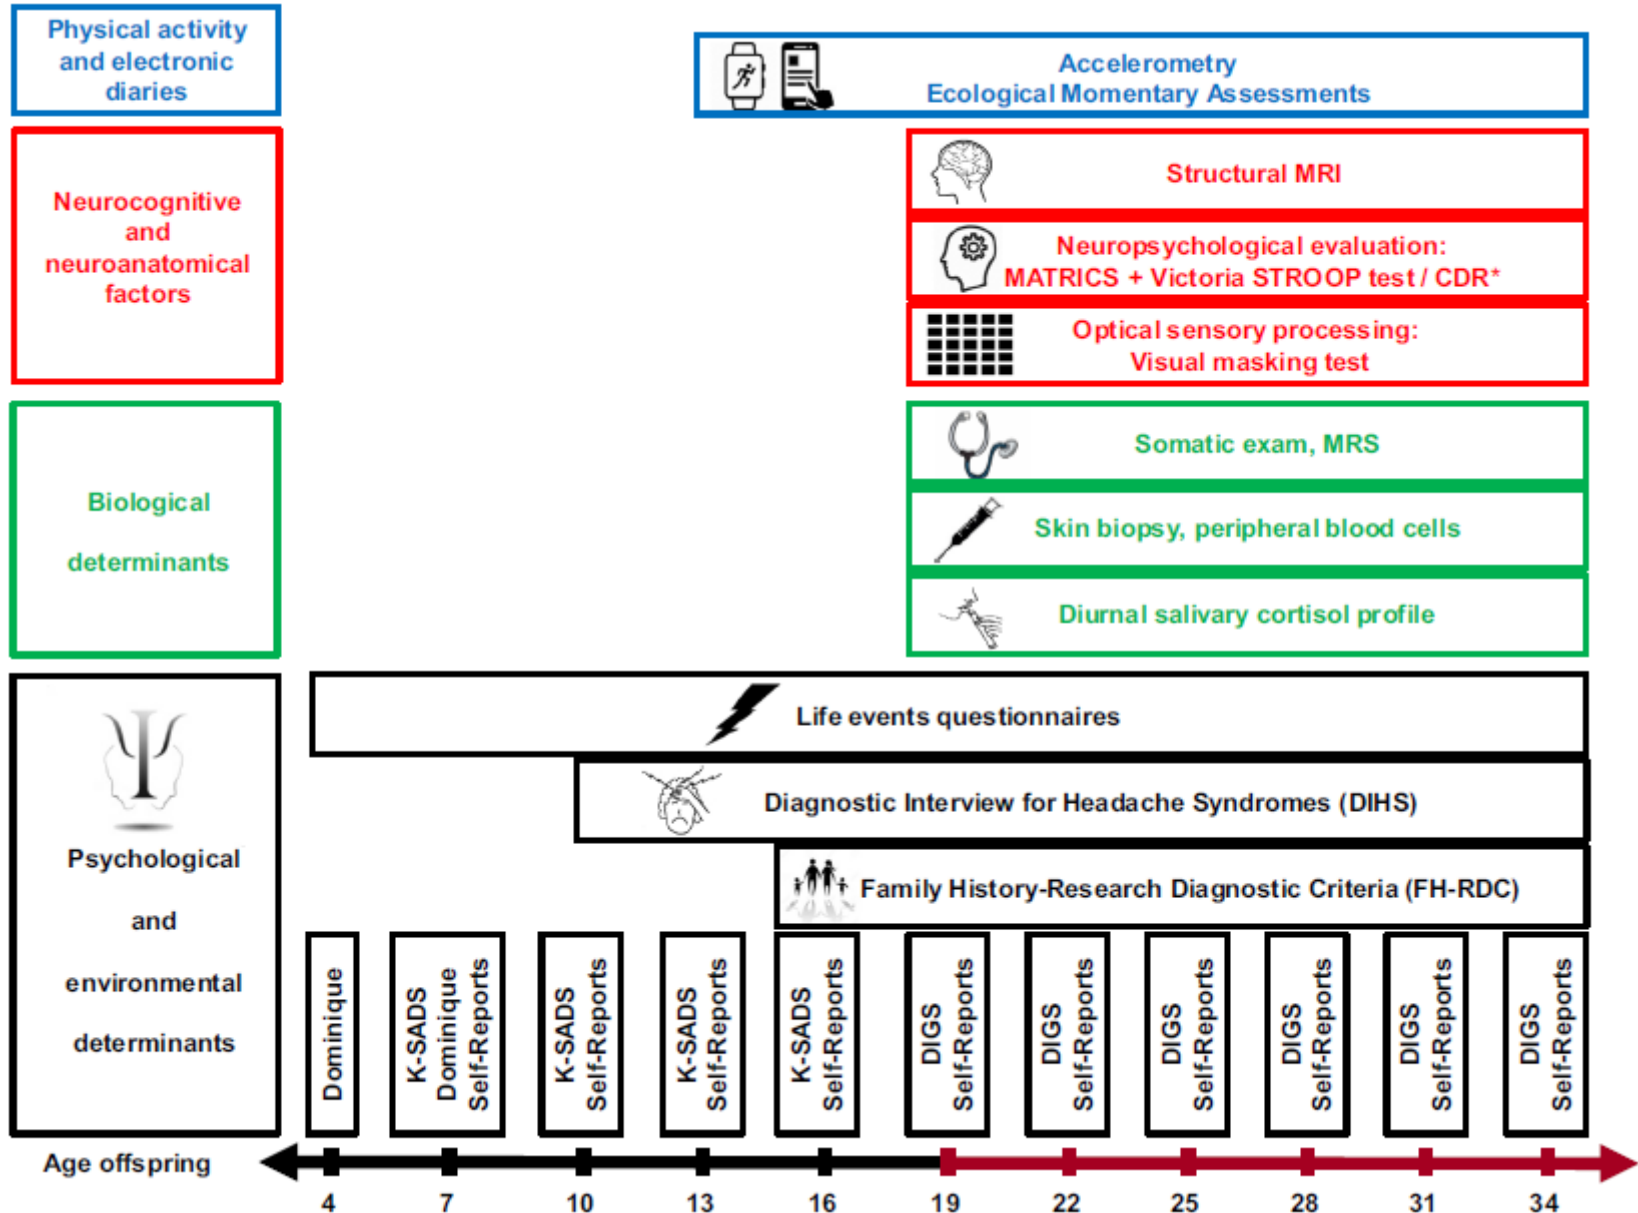 Physical activity
and electronic
diaries
Accelerometry
Ecological Momentary Assessments
Neurocognitive
and
neuroanatomical
factors
Structural MRI
Neuropsychological evaluation:
MATRICS + Victoria STROOP test / CDR*
Optical sensory processing:
Visual masking test
Biological
determinants
Somatic exam, MRS
Skin biopsy, peripheral blood cells
Diurnal salivary cortisol profile
Psychological
and
environmental
determinants
Life events questionnaires
Diagnostic Interview for Headache Syndromes (DIHS)
Family History-Research Diagnostic Criteria (FH-RDC)
Dominique
K-SADS
Dominique
Self-Reports
K-SADS
Self-Reports
K-SADS
Self-Reports
K-SADS
Self-Reports
DIGS
Self-Reports
DIGS
Self-Reports
DIGS
Self-Reports
DIGS
Self-Reports
DIGS
Self-Reports
DIGS
Self-Reports
Age offspring
4 7 10 13 16 19 22 25 28 31 34